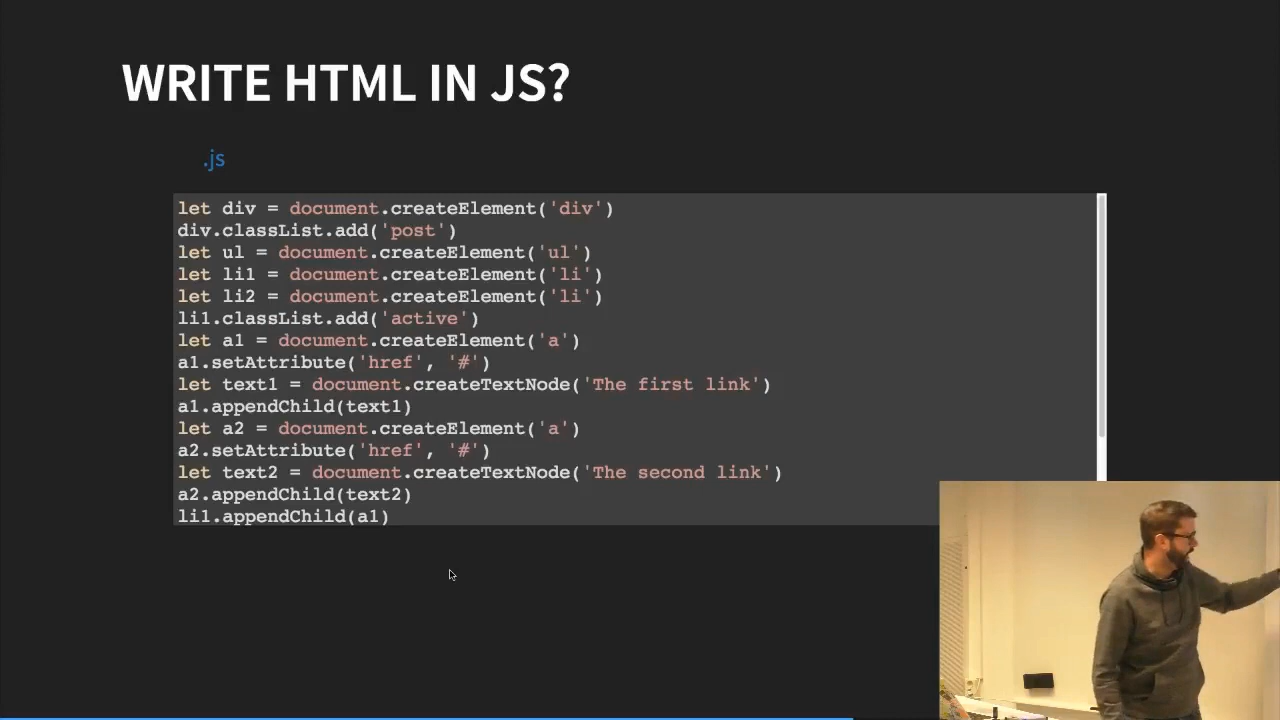 WRITE HTML IN JS?
.js
let div = document.createElement('div')
div.classList.add('post')
let ul = document.createElement('ul')
let li1 = document.createElement('li')
let li2 = document.createElement('li')
li1.classList.add('active')
let a1 = document.createElement('a')
a1.setAttribute('href', '#')
let text1 = document.createTextNode('The first link')
a1.appendChild(text1)
let a2 = document.createElement('a')
a2.setAttribute('href', '#')
let text2 = document.createTextNode('The second link')
a2.appendChild(text2)
li1.appendChild(a1)